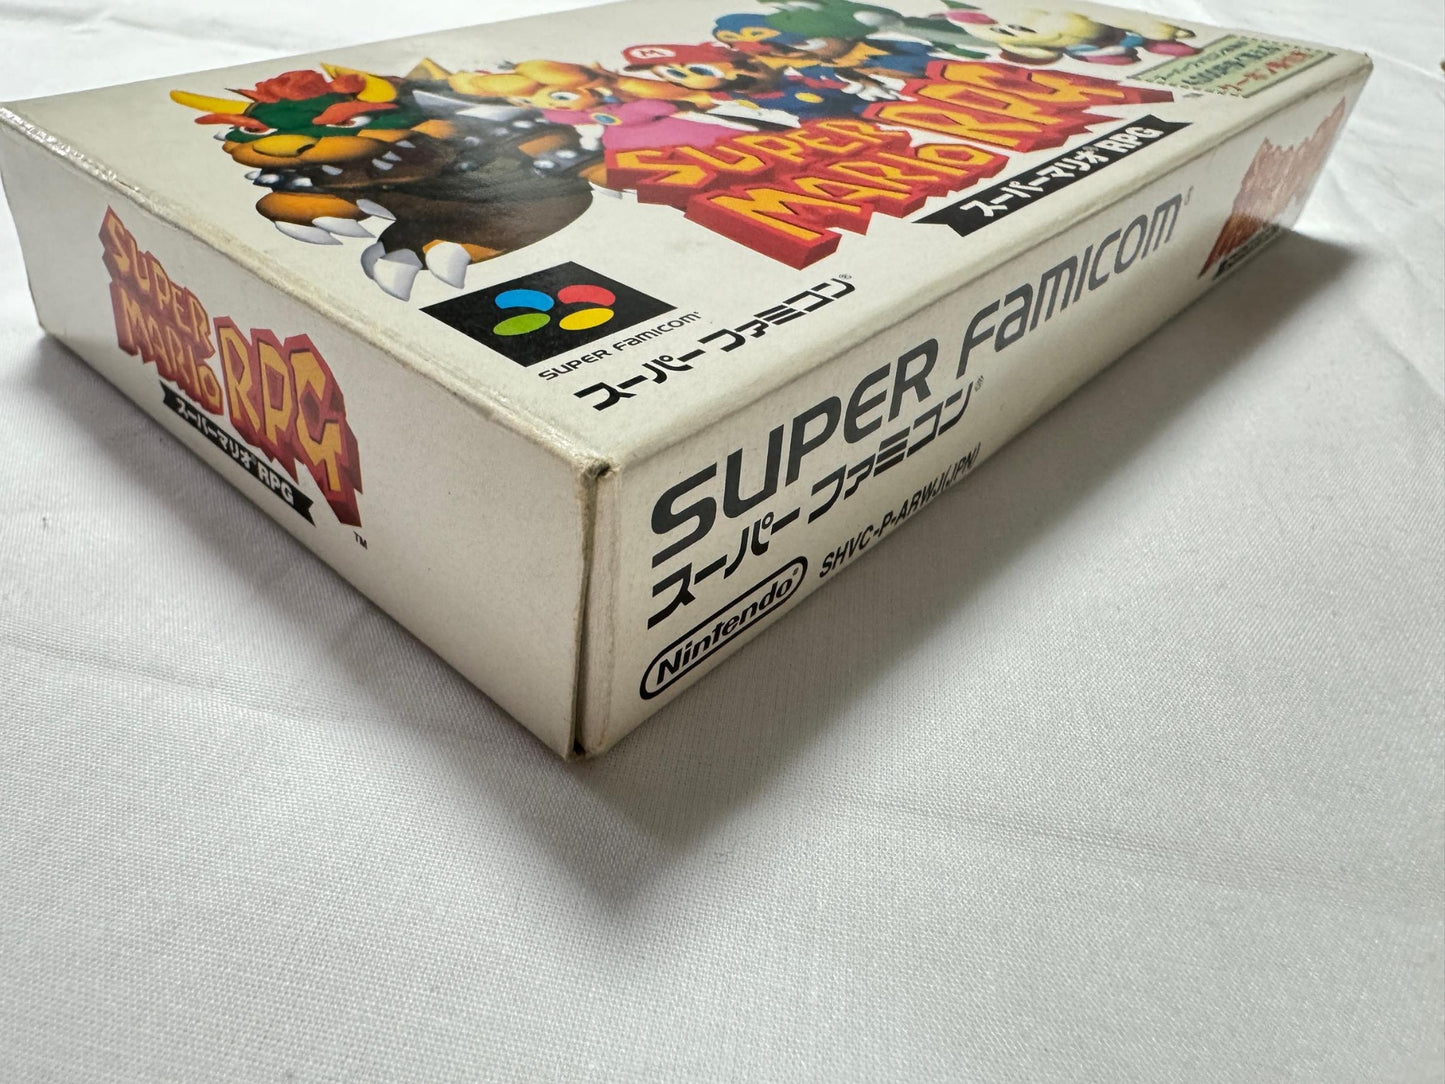 SUPER
MARIO RPG
スーパーマリオ RPG
SUPER FAMICOM
スーパーファミコン®
SUPER
MARIO RPG
スーパーマリオ RPG
TM
SUPER FAMICOM®
スーパーファミコン®
Nintendo®
SHVC-P-ARWJ(JPN)
M